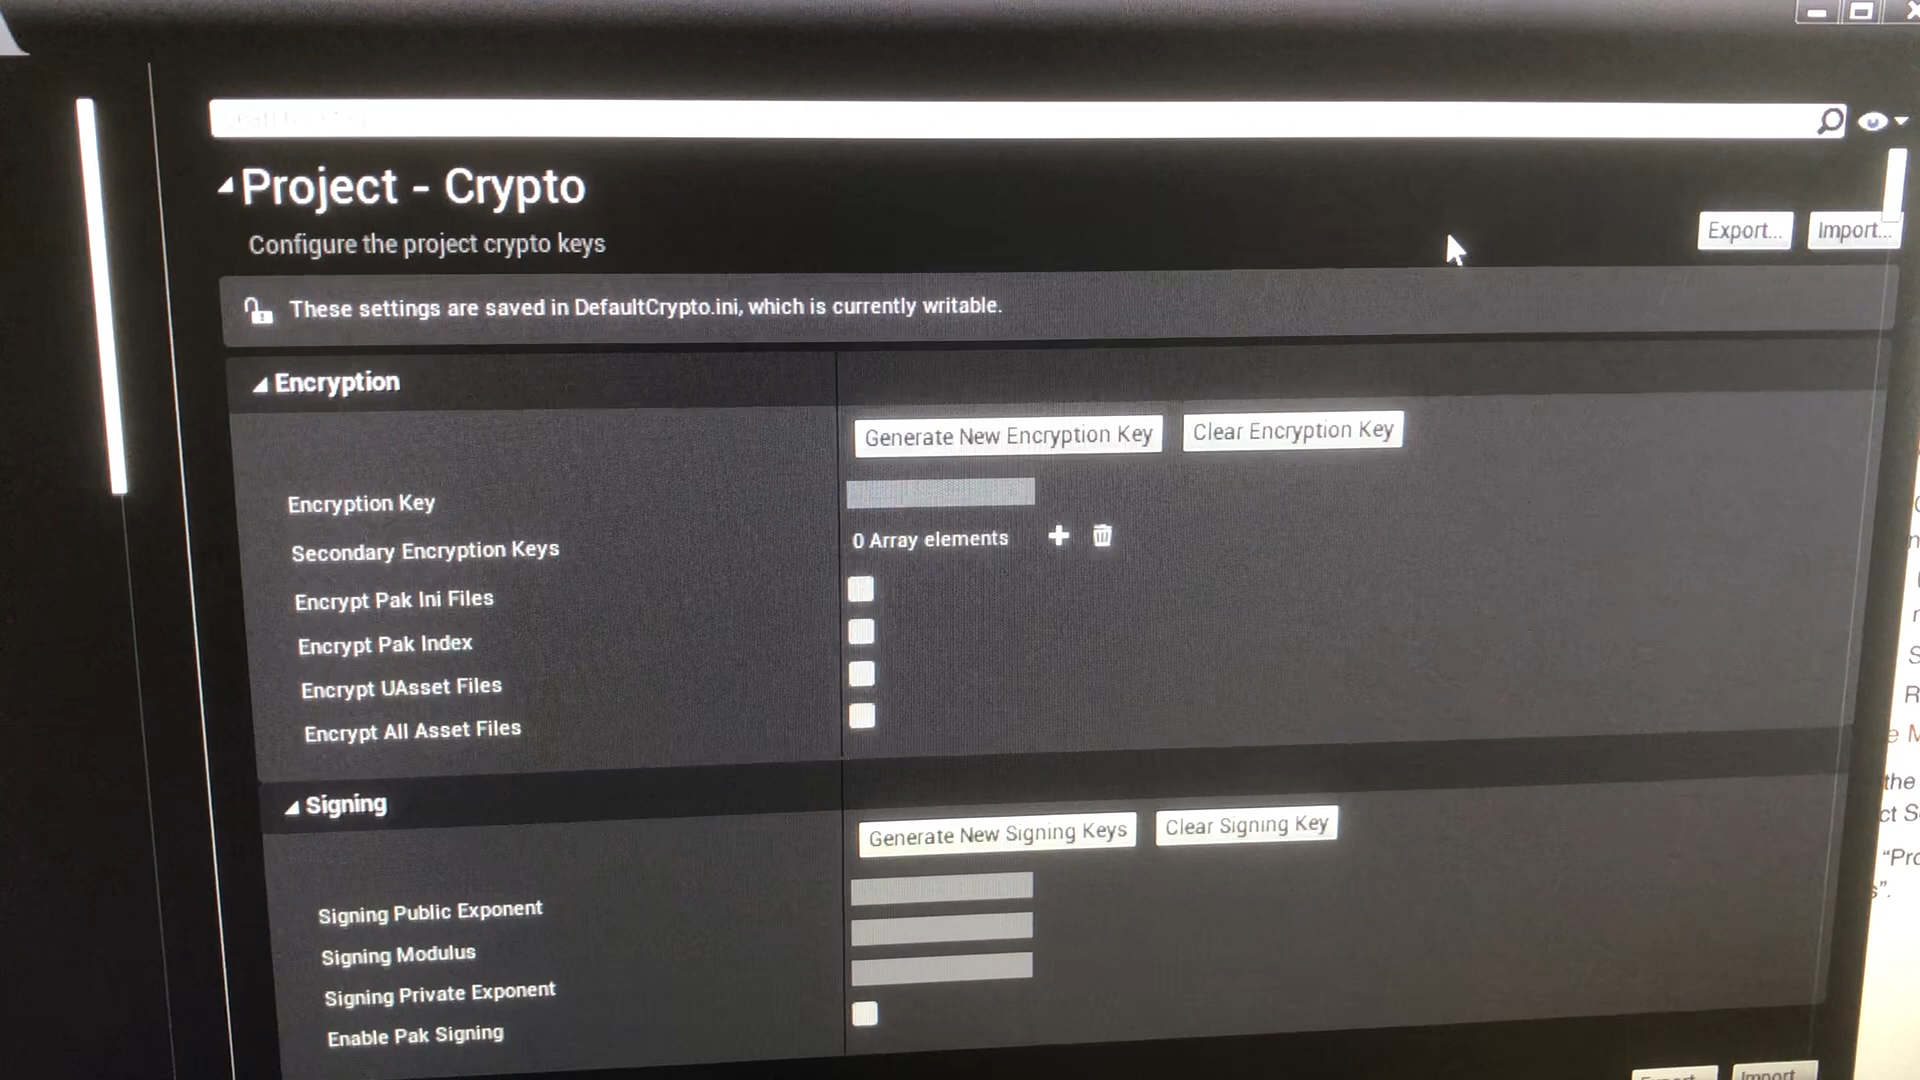 Project - Crypto
Configure the project crypto keys
Export...
Import...
These settings are saved in DefaultCrypto.ini, which is currently writable.
Encryption
Generate New Encryption Key
Clear Encryption Key
Encryption Key
Secondary Encryption Keys
0 Array elements
Encrypt Pak Ini Files
Encrypt Pak Index
Encrypt UAsset Files
Encrypt All Asset Files
Signing
Generate New Signing Keys
Clear Signing Key
Signing Public Exponent
Signing Modulus
Signing Private Exponent
Enable Pak Signing
Import
the